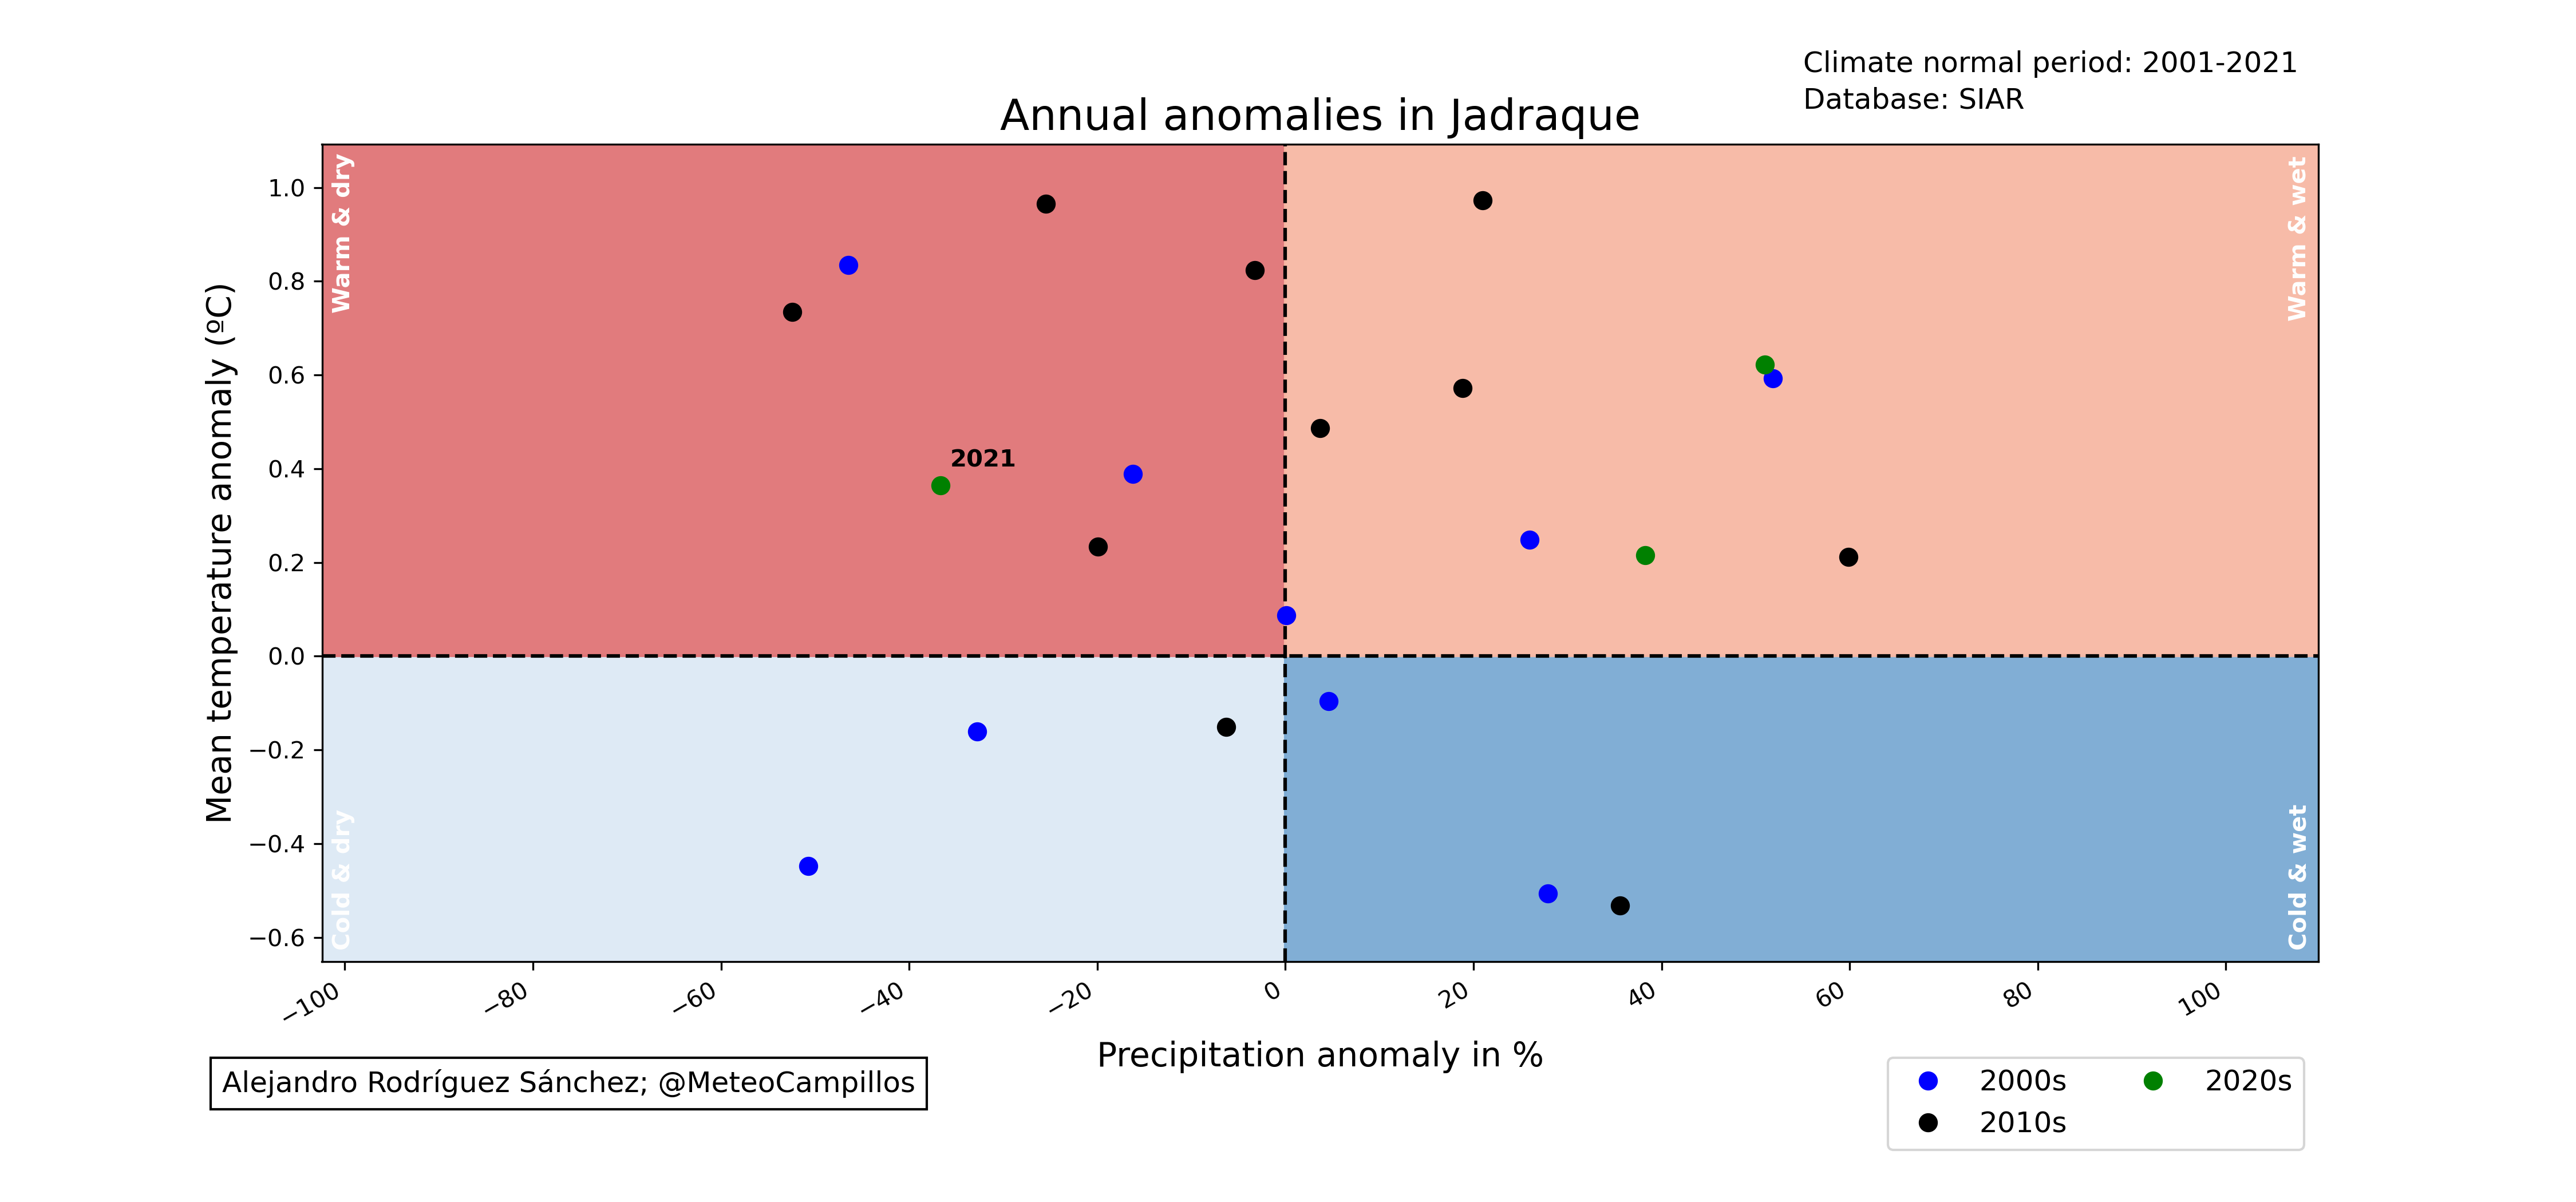 Climate normal period: 2001-2021
Database: SIAR
Annual anomalies in Jadraque
Warm & dry
Warm & wet
Mean temperature anomaly (ºC)
1.0
0.8
0.6
0.4
0.2
0.0
−0.2
−0.4
−0.6
2021
Cold & dry
Cold & wet
−100
−80
−60
−40
−20
0
20
40
60
80
100
Precipitation anomaly in %
Alejandro Rodríguez Sánchez; @MeteoCampillos
2000s
2020s
2010s